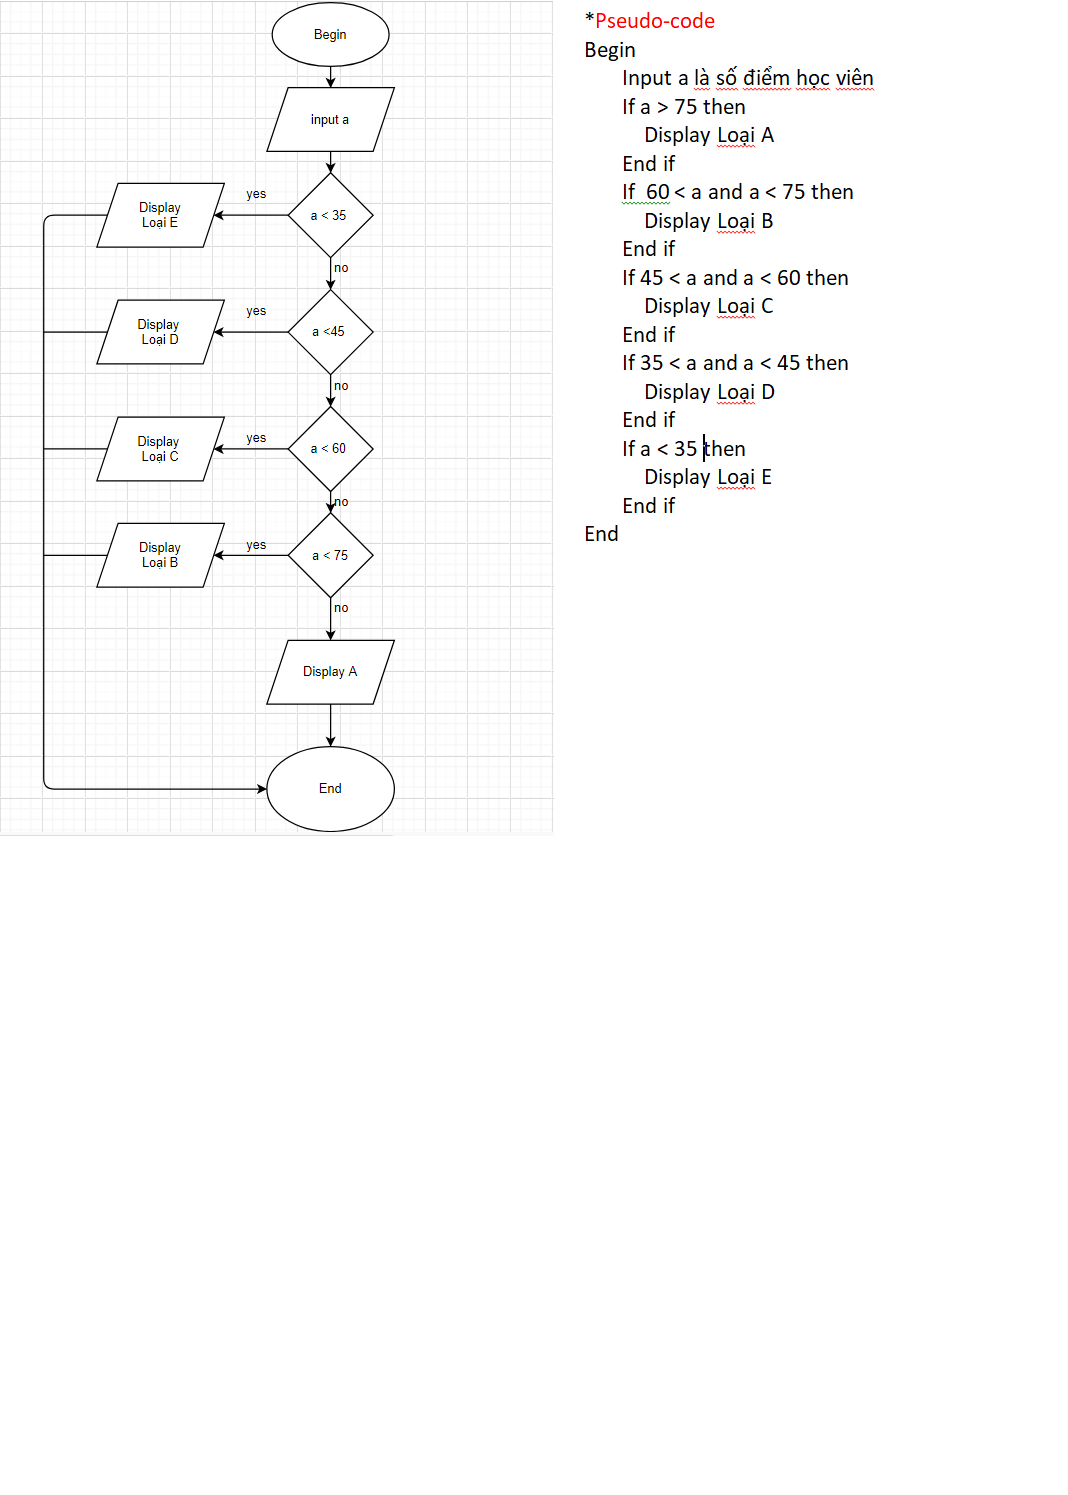 Begin
input a
yes
Display
Loại E
a < 35
no
yes
Display
Loại D
a <45
no
yes
Display
Loại C
a < 60
no
yes
Display
Loại B
a < 75
no
Display A
End
*Pseudo-code
Begin
Input a là số điểm học viên
If a > 75 then
Display Loại A
End if
If 60 < a and a < 75 then
Display Loại B
End if
If 45 < a and a < 60 then
Display Loại C
End if
If 35 < a and a < 45 then
Display Loại D
End if
If a < 35 then
Display Loại E
End if
End